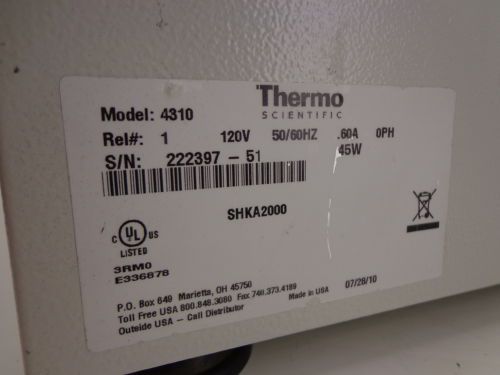 Thermo
SCIENTIFIC
Model: 4310
Rel#: 1 120V 50/60HZ .60A 0PH
45W
S/N: 222397 - 51
SHKA2000
C UL US
LISTED
3RM0
E336878
P.O. Box 649 Marietta, OH 45750
Toll Free USA 800.848.3080 Fax 740.373.4189
Made in USA
Outside USA - Call Distributor
07/28/10